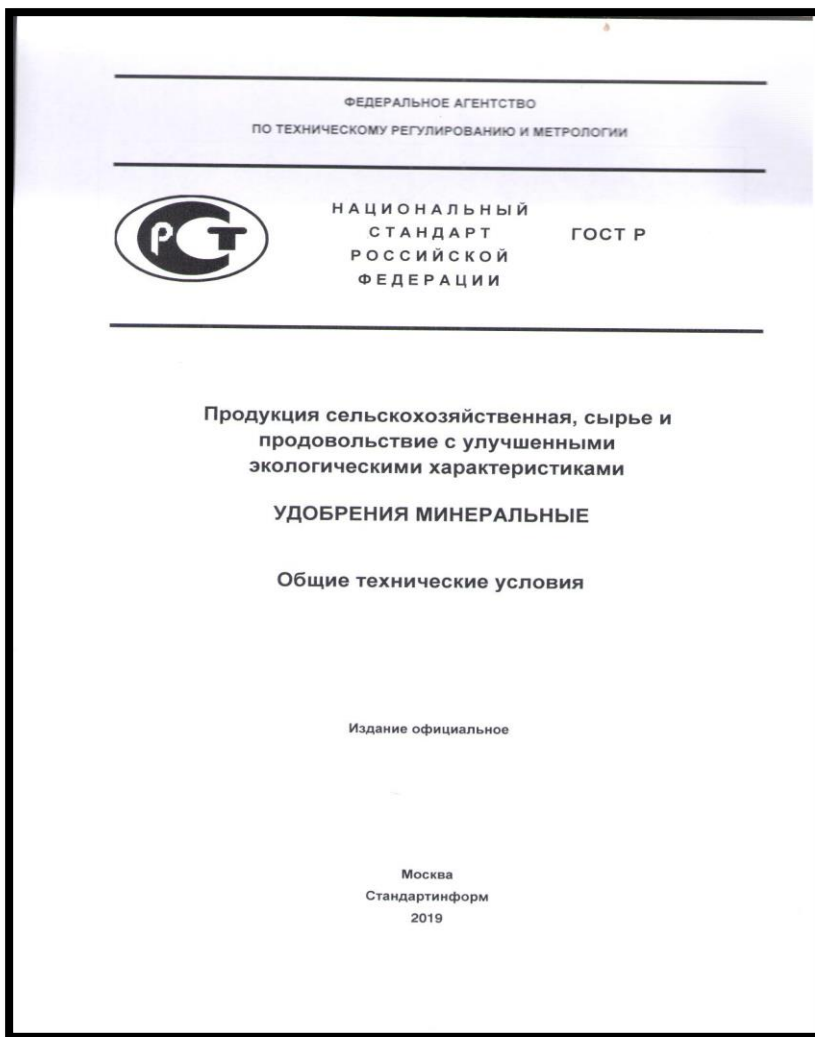 ФЕДЕРАЛЬНОЕ АГЕНТСТВО
ПО ТЕХНИЧЕСКОМУ РЕГУЛИРОВАНИЮ И МЕТРОЛОГИИ
РСТ
НАЦИОНАЛЬНЫЙ
СТАНДАРТ
РОССИЙСКОЙ
ФЕДЕРАЦИИ
ГОСТ Р
Продукция сельскохозяйственная, сырье и
продовольствие с улучшенными
экологическими характеристиками
УДОБРЕНИЯ МИНЕРАЛЬНЫЕ
Общие технические условия
Издание официальное
Москва
Стандартинформ
2019